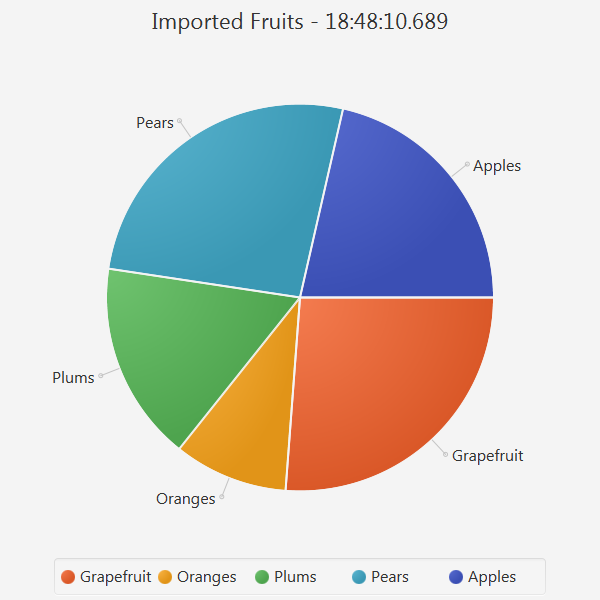 Imported Fruits - 18:48:10.689
Pears
Apples
Plums
Grapefruit
Oranges
Grapefruit Oranges Plums Pears Apples